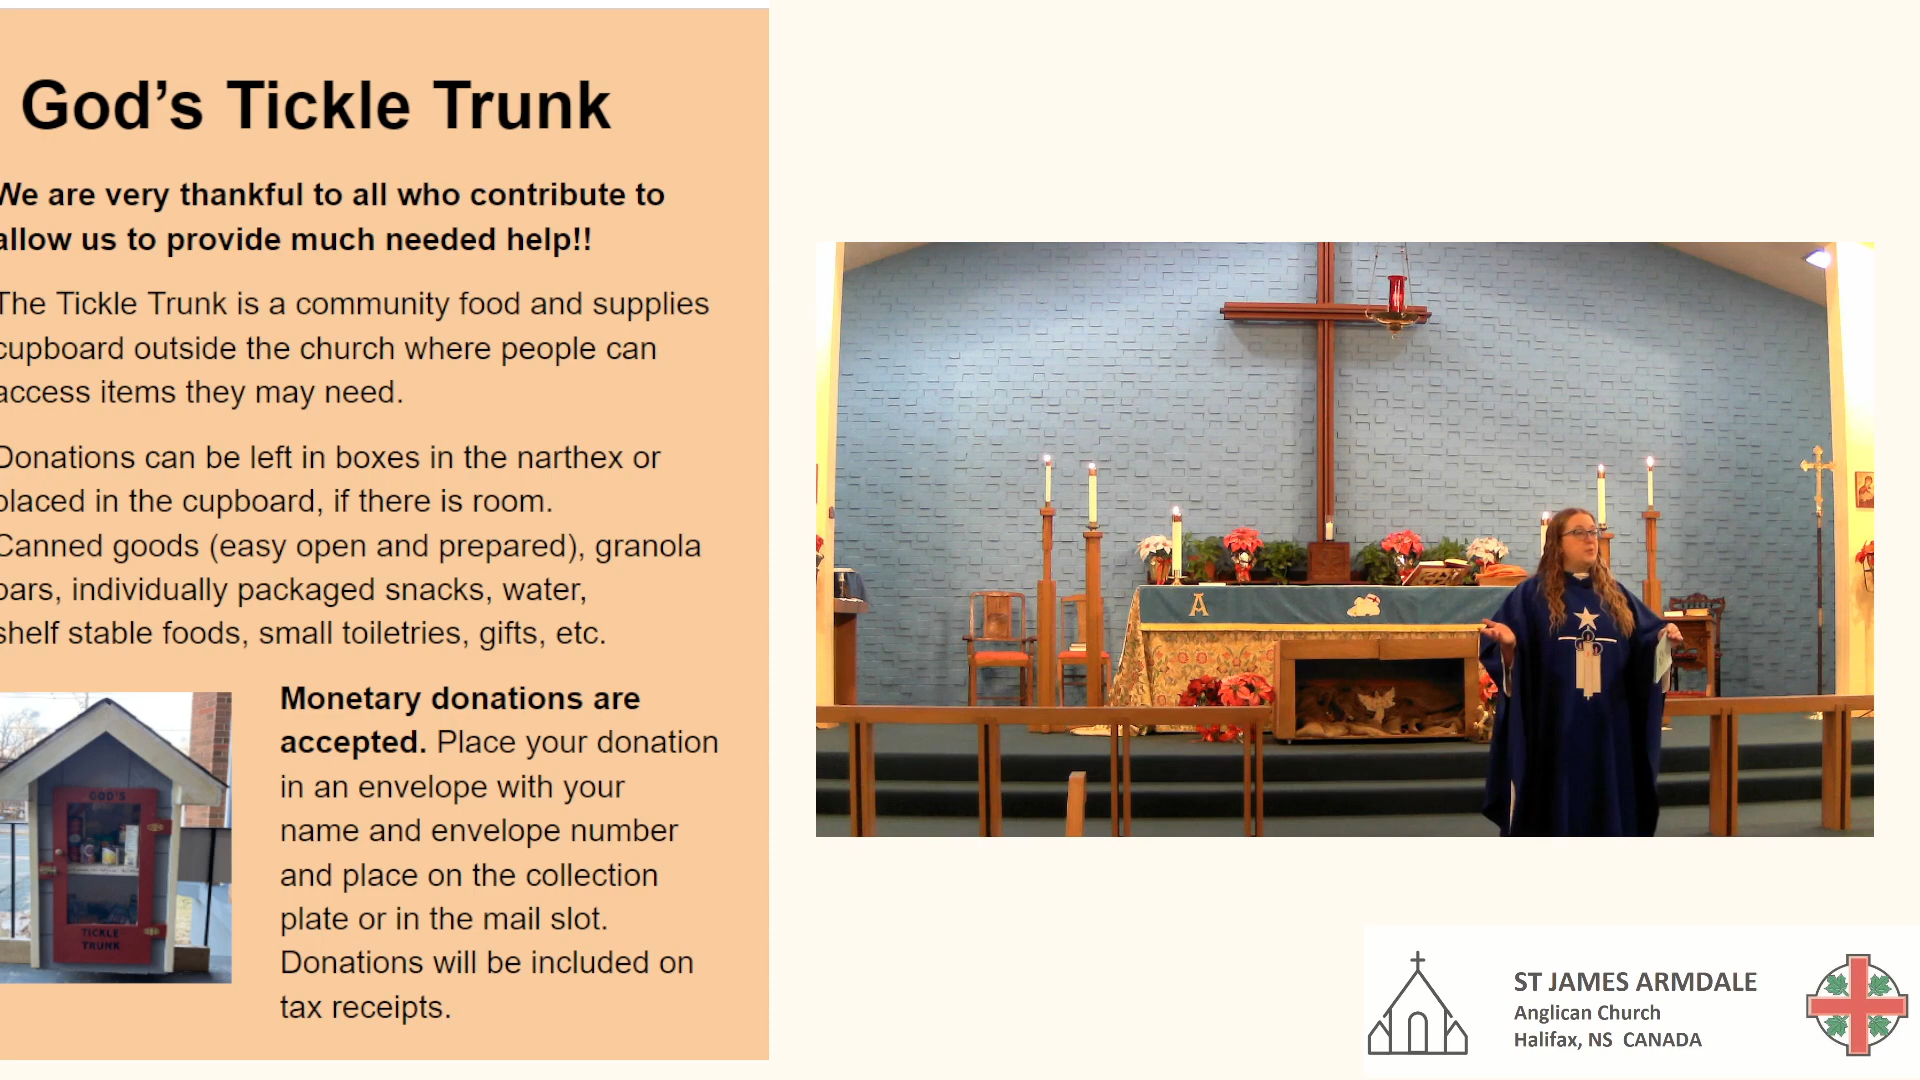 God’s Tickle Trunk
We are very thankful to all who contribute to
allow us to provide much needed help!!
The Tickle Trunk is a community food and supplies
cupboard outside the church where people can
access items they may need.
Donations can be left in boxes in the narthex or
placed in the cupboard, if there is room.
Canned goods (easy open and prepared), granola
bars, individually packaged snacks, water,
shelf stable foods, small toiletries, gifts, etc.
Monetary donations are
accepted. Place your donation
in an envelope with your
name and envelope number
and place on the collection
plate or in the mail slot.
Donations will be included on
tax receipts.
GOD'S
TICKLE
TRUNK
A
ST JAMES ARMDALE
Anglican Church
Halifax, NS CANADA